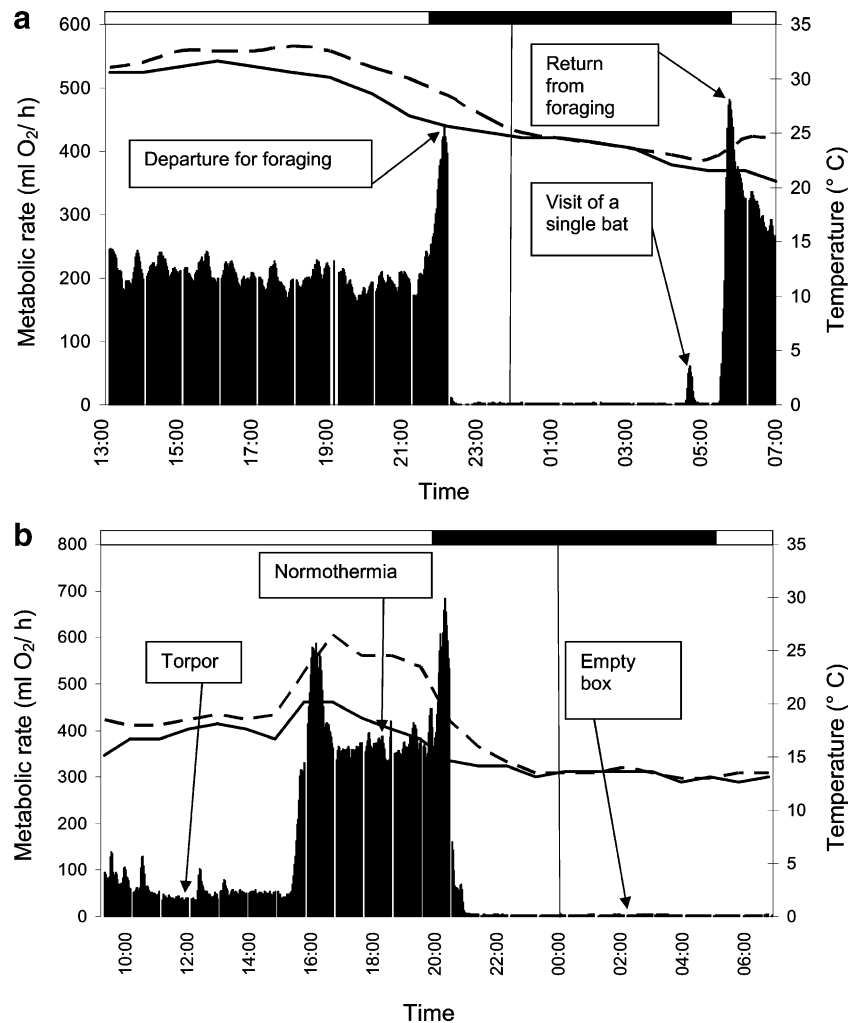 a
600
500
400
300
200
100
0
Metabolic rate (ml O₂/ h)
35
30
25
20
15
10
5
0
Temperature (° C)
Departure for foraging
Return
from
foraging
Visit of a
single bat
13:00
15:00
17:00
19:00
21:00
23:00
01:00
03:00
05:00
07:00
Time
b
800
700
600
500
400
300
200
100
0
Metabolic rate (ml O₂/ h)
35
30
25
20
15
10
5
0
Temperature (° C)
Normothermia
Torpor
Empty
box
10:00
12:00
14:00
16:00
18:00
20:00
22:00
00:00
02:00
04:00
06:00
Time